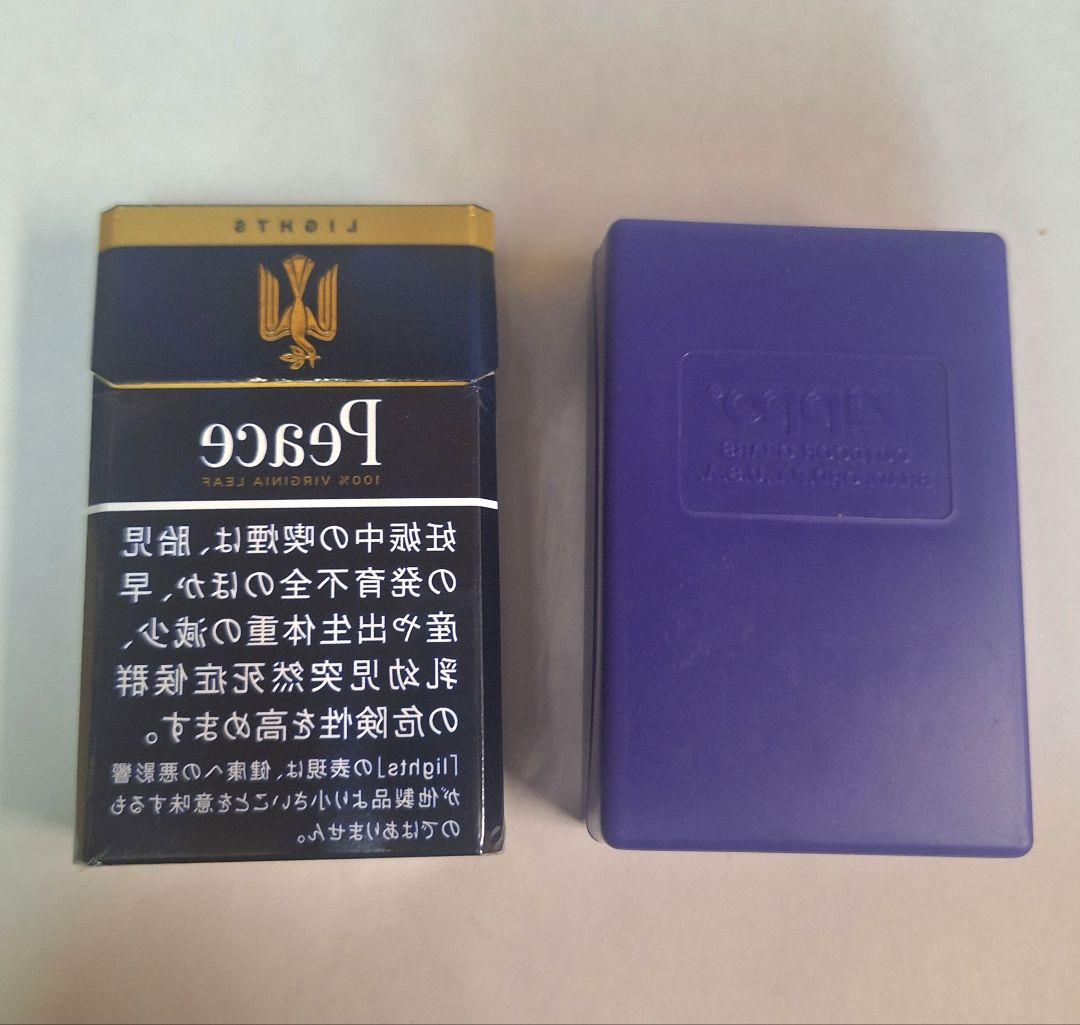 LIGHTS
Peace
100% VIRGINIA LEAF
妊娠中の喫煙は、胎児
の発育不全のほか、早
産や出生体重の減少、
乳幼児突然死症候群
の危険性を高めます。
「lights」の表現は、健康への悪影響
が他製品より小さいことを意味するも
のではありません。
Zippo
OUTDOOR GEARS
BRADFORD, PA. U.S.A.